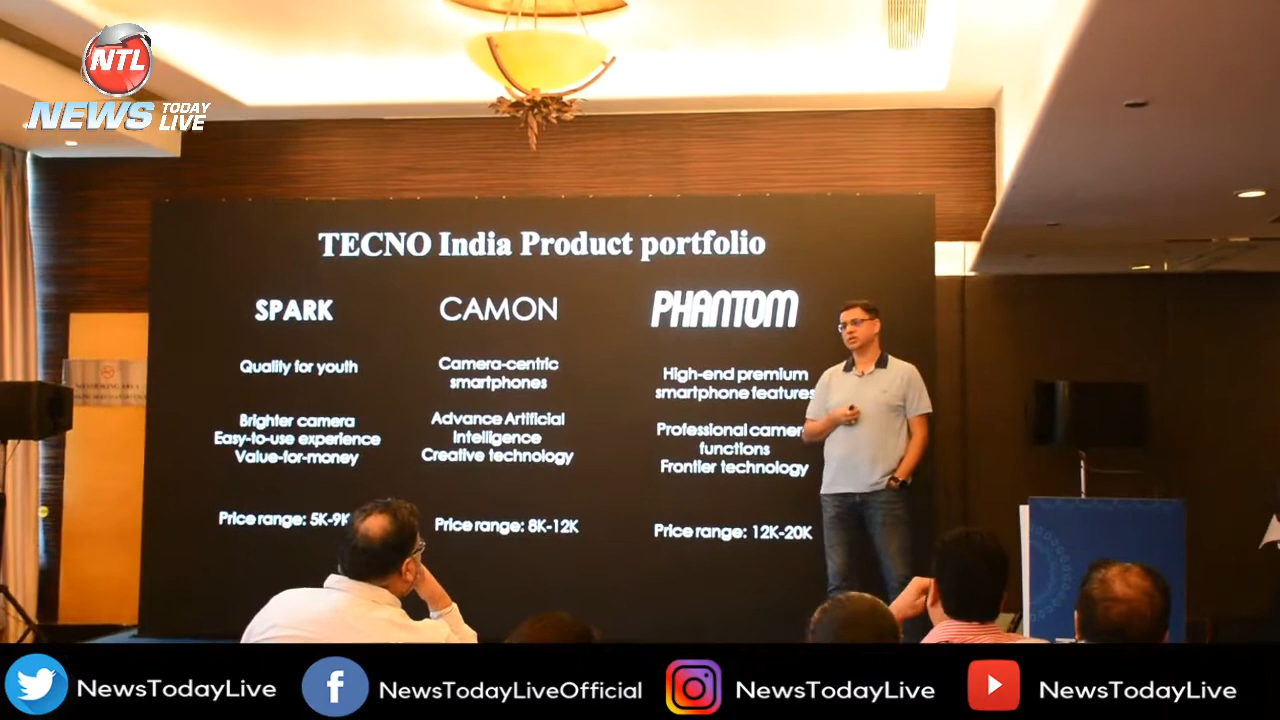 NTL
NEWS TODAY LIVE
TECNO India Product portfolio
SPARK
Quality for youth
Brighter camera
Easy-to-use experience
Value-for-money
Price range: 5K-9K
CAMON
Camera-centric
smartphones
Advance Artificial
Intelligence
Creative technology
Price range: 8K-12K
PHANTOM
High-end premium
smartphone features
Professional camer
functions
Frontier technology
Price range: 12K-20K
NewsTodayLive
NewsTodayLiveOfficial
NewsTodayLive
NewsTodayLive